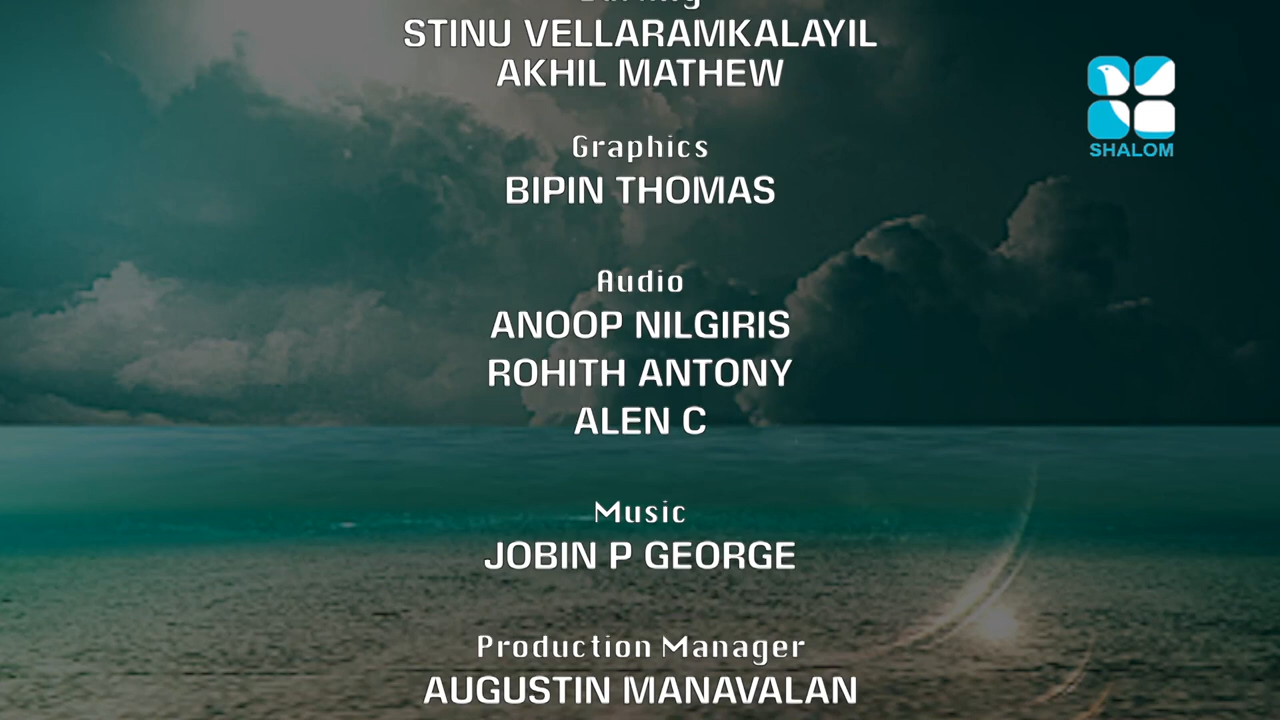 STINU VELLARAMKALAYIL
AKHIL MATHEW
SHALOM
Graphics
BIPIN THOMAS
Audio
ANOOP NILGIRIS
ROHITH ANTONY
ALEN C
Music
JOBIN P GEORGE
Production Manager
AUGUSTIN MANAVALAN